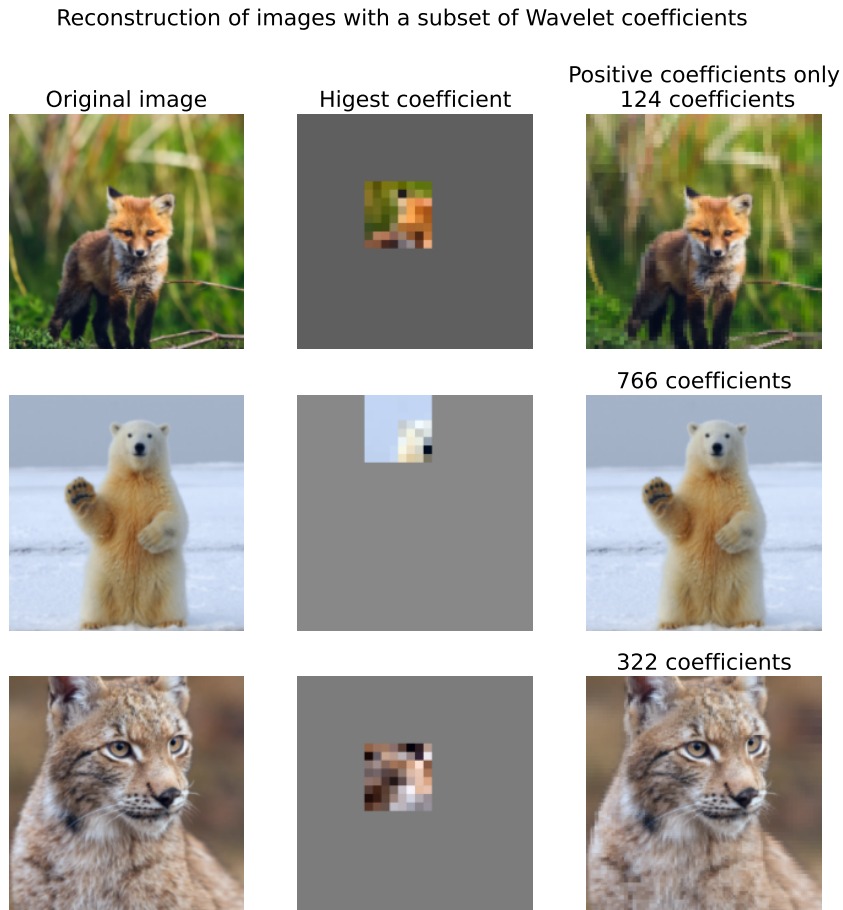 Reconstruction of images with a subset of Wavelet coefficients
Original image
Higest coefficient
Positive coefficients only
124 coefficients
766 coefficients
322 coefficients